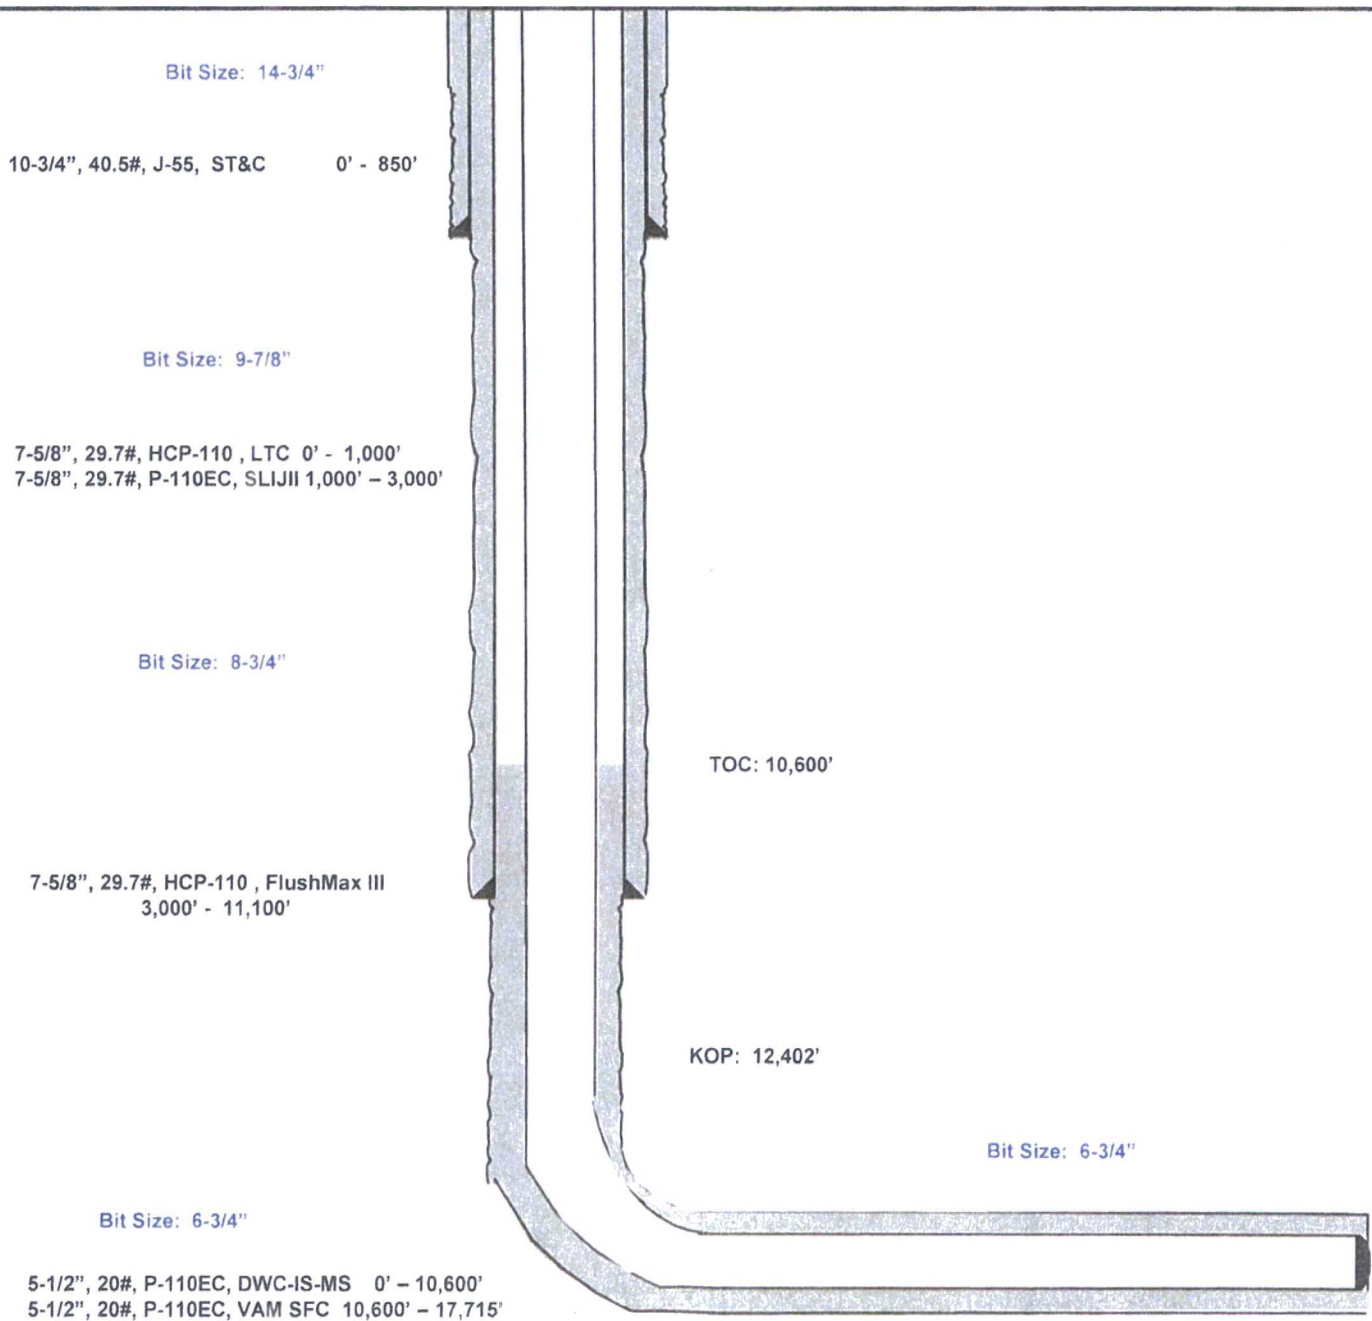 Bit Size: 14-3/4”
10-3/4”, 40.5#, J-55, ST&C 0’ - 850’
Bit Size: 9-7/8”
7-5/8”, 29.7#, HCP-110 , LTC 0’ - 1,000’
7-5/8”, 29.7#, P-110EC, SLIJII 1,000’ – 3,000’
Bit Size: 8-3/4”
TOC: 10,600’
7-5/8”, 29.7#, HCP-110 , FlushMax III
3,000’ - 11,100’
KOP: 12,402’
Bit Size: 6-3/4”
Bit Size: 6-3/4”
5-1/2”, 20#, P-110EC, DWC-IS-MS 0’ – 10,600’
5-1/2”, 20#, P-110EC, VAM SFC 10,600’ – 17,715’